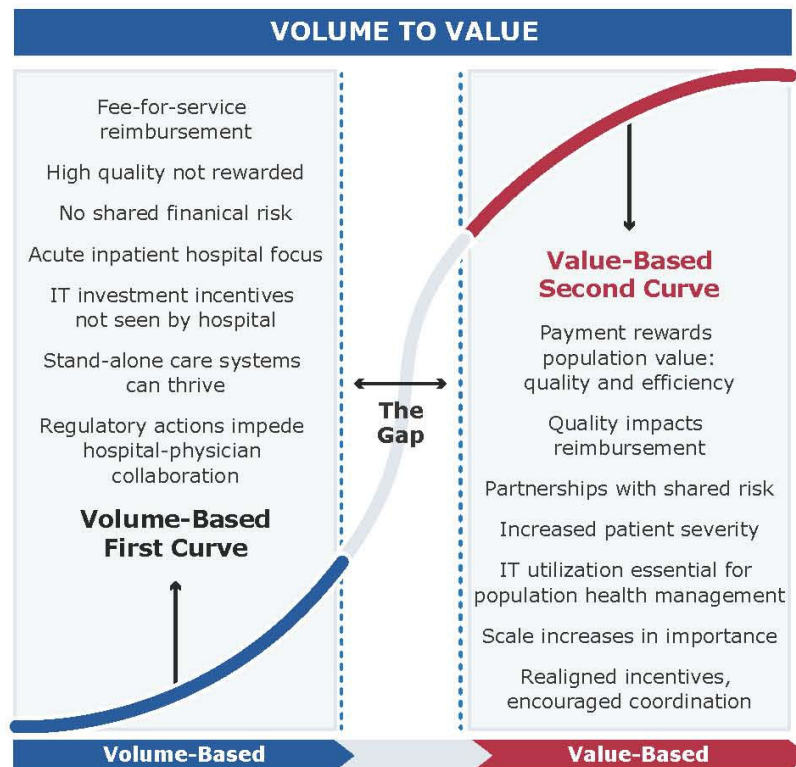 VOLUME TO VALUE
Fee-for-service
reimbursement
High quality not rewarded
No shared finanical risk
Acute inpatient hospital focus
IT investment incentives
not seen by hospital
Stand-alone care systems
can thrive
Regulatory actions impede
hospital-physician
collaboration
Volume-Based
First Curve
The
Gap
Value-Based
Second Curve
Payment rewards
population value:
quality and efficiency
Quality impacts
reimbursement
Partnerships with shared risk
Increased patient severity
IT utilization essential for
population health management
Scale increases in importance
Realigned incentives,
encouraged coordination
Volume-Based
Value-Based